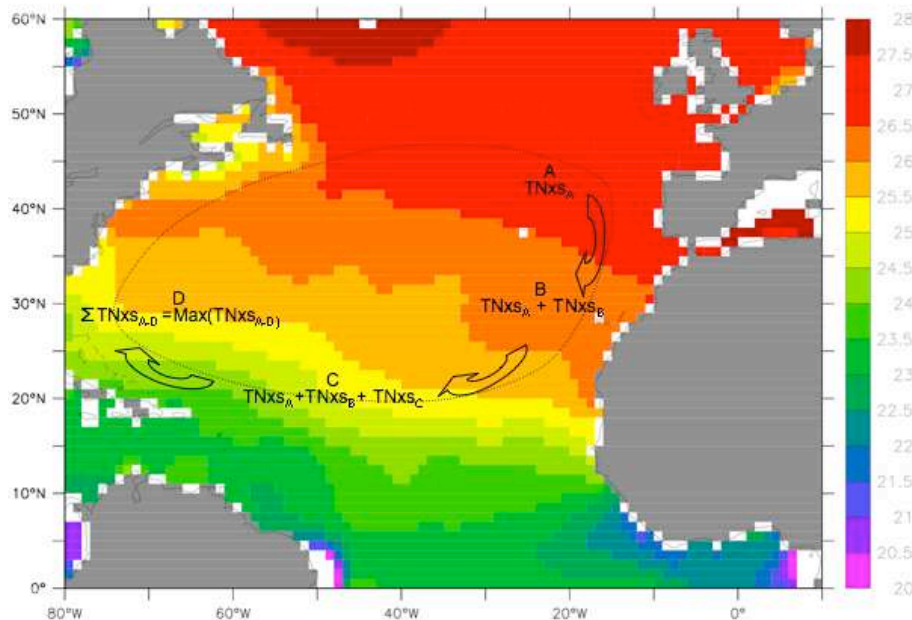 60°N
50°N
40°N
30°N
20°N
10°N
0°
80°W
60°W
40°W
20°W
0°
A
TNxs_A
B
TNxs_A + TNxs_B
D
Σ TNxs_A-D = Max(TNxs_A-D)
C
TNxs_A+TNxs_B+ TNxs_C
28
27.5
27
26.5
26
25.5
25
24.5
24
23.5
23
22.5
22
21.5
21
20.5
20